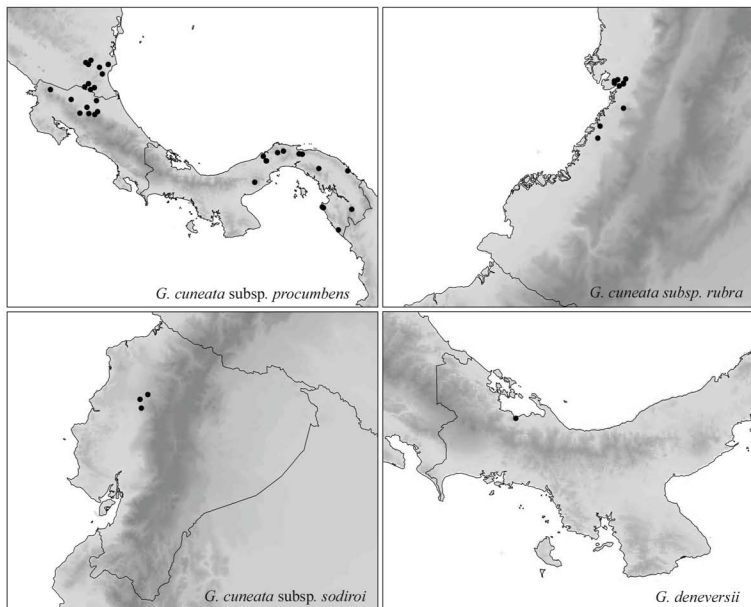 G. cuneata subsp. procumbens
G. cuneata subsp. rubra
G. cuneata subsp. sodiroi
G. deneversii